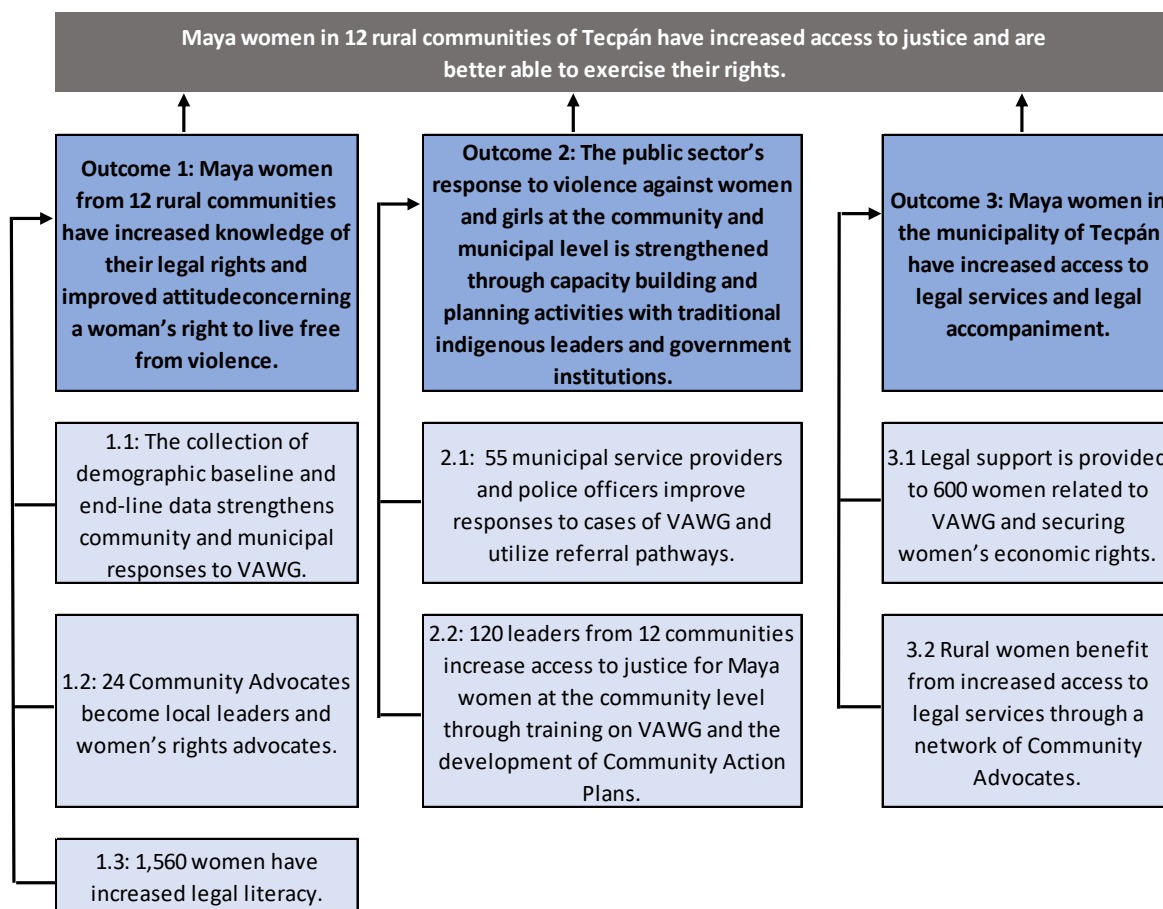 Maya women in 12 rural communities of Tecpán have increased access to justice and are
better able to exercise their rights.
Outcome 1: Maya women
from 12 rural communities
have increased knowledge of
their legal rights and
improved attitudeconcerning
a woman's right to live free
from violence.
1.1: The collection of
demographic baseline and
end-line data strengthens
community and municipal
responses to VAWG.
1.2: 24 Community Advocates
become local leaders and
women's rights advocates.
1.3: 1,560 women have
increased legal literacy.
Outcome 2: The public sector's
response to violence against women
and girls at the community and
municipal level is strengthened
through capacity building and
planning activities with traditional
indigenous leaders and government
institutions.
2.1: 55 municipal service providers
and police officers improve
responses to cases of VAWG and
utilize referral pathways.
2.2: 120 leaders from 12 communities
increase access to justice for Maya
women at the community level
through training on VAWG and the
development of Community Action
Plans.
Outcome 3: Maya women in
the municipality of Tecpán
have increased access to
legal services and legal
accompaniment.
3.1 Legal support is provided
to 600 women related to
VAWG and securing
women's economic rights.
3.2 Rural women benefit
from increased access to
legal services through a
network of Community
Advocates.